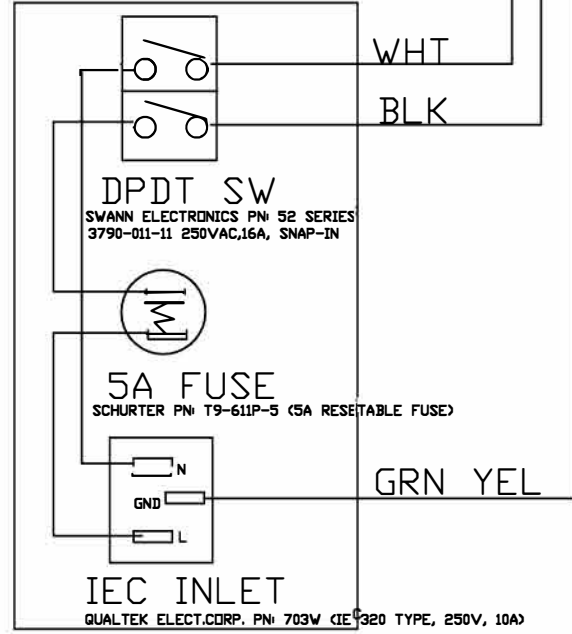 WHT
BLK
DPDT SW
SWANN ELECTRONICS PN: 52 SERIES
3790-011-11 250VAC,16A, SNAP-IN
5A FUSE
SCHURTER PN: T9-611P-5 (5A RESETABLE FUSE)
N
GRN YEL
GND
L
IEC INLET
QUALTEK ELECT.CORP. PN: 703W (IEC 320 TYPE, 250V, 10A)